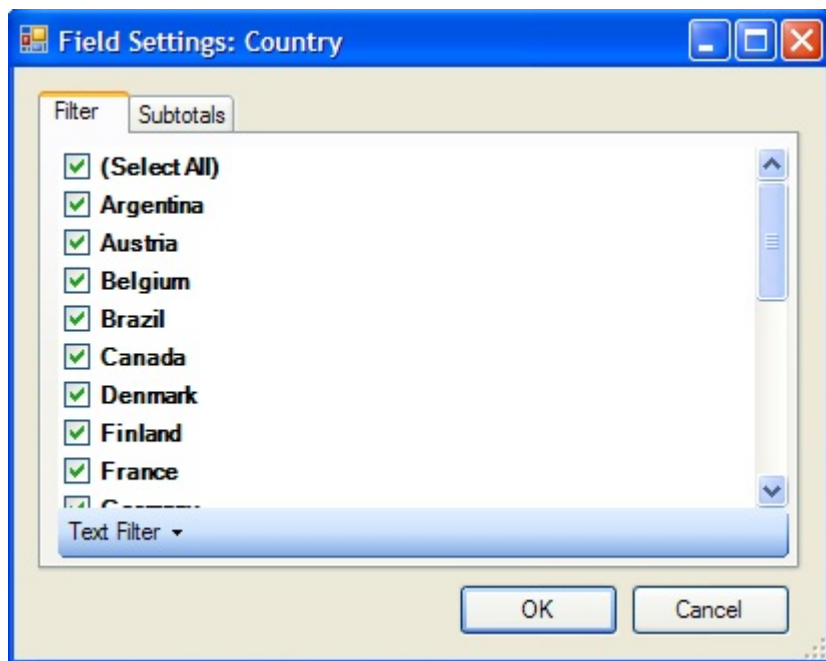 Field Settings: Country
Filter
Subtotals
(Select All)
Argentina
Austria
Belgium
Brazil
Canada
Denmark
Finland
France
Text Filter
OK
Cancel